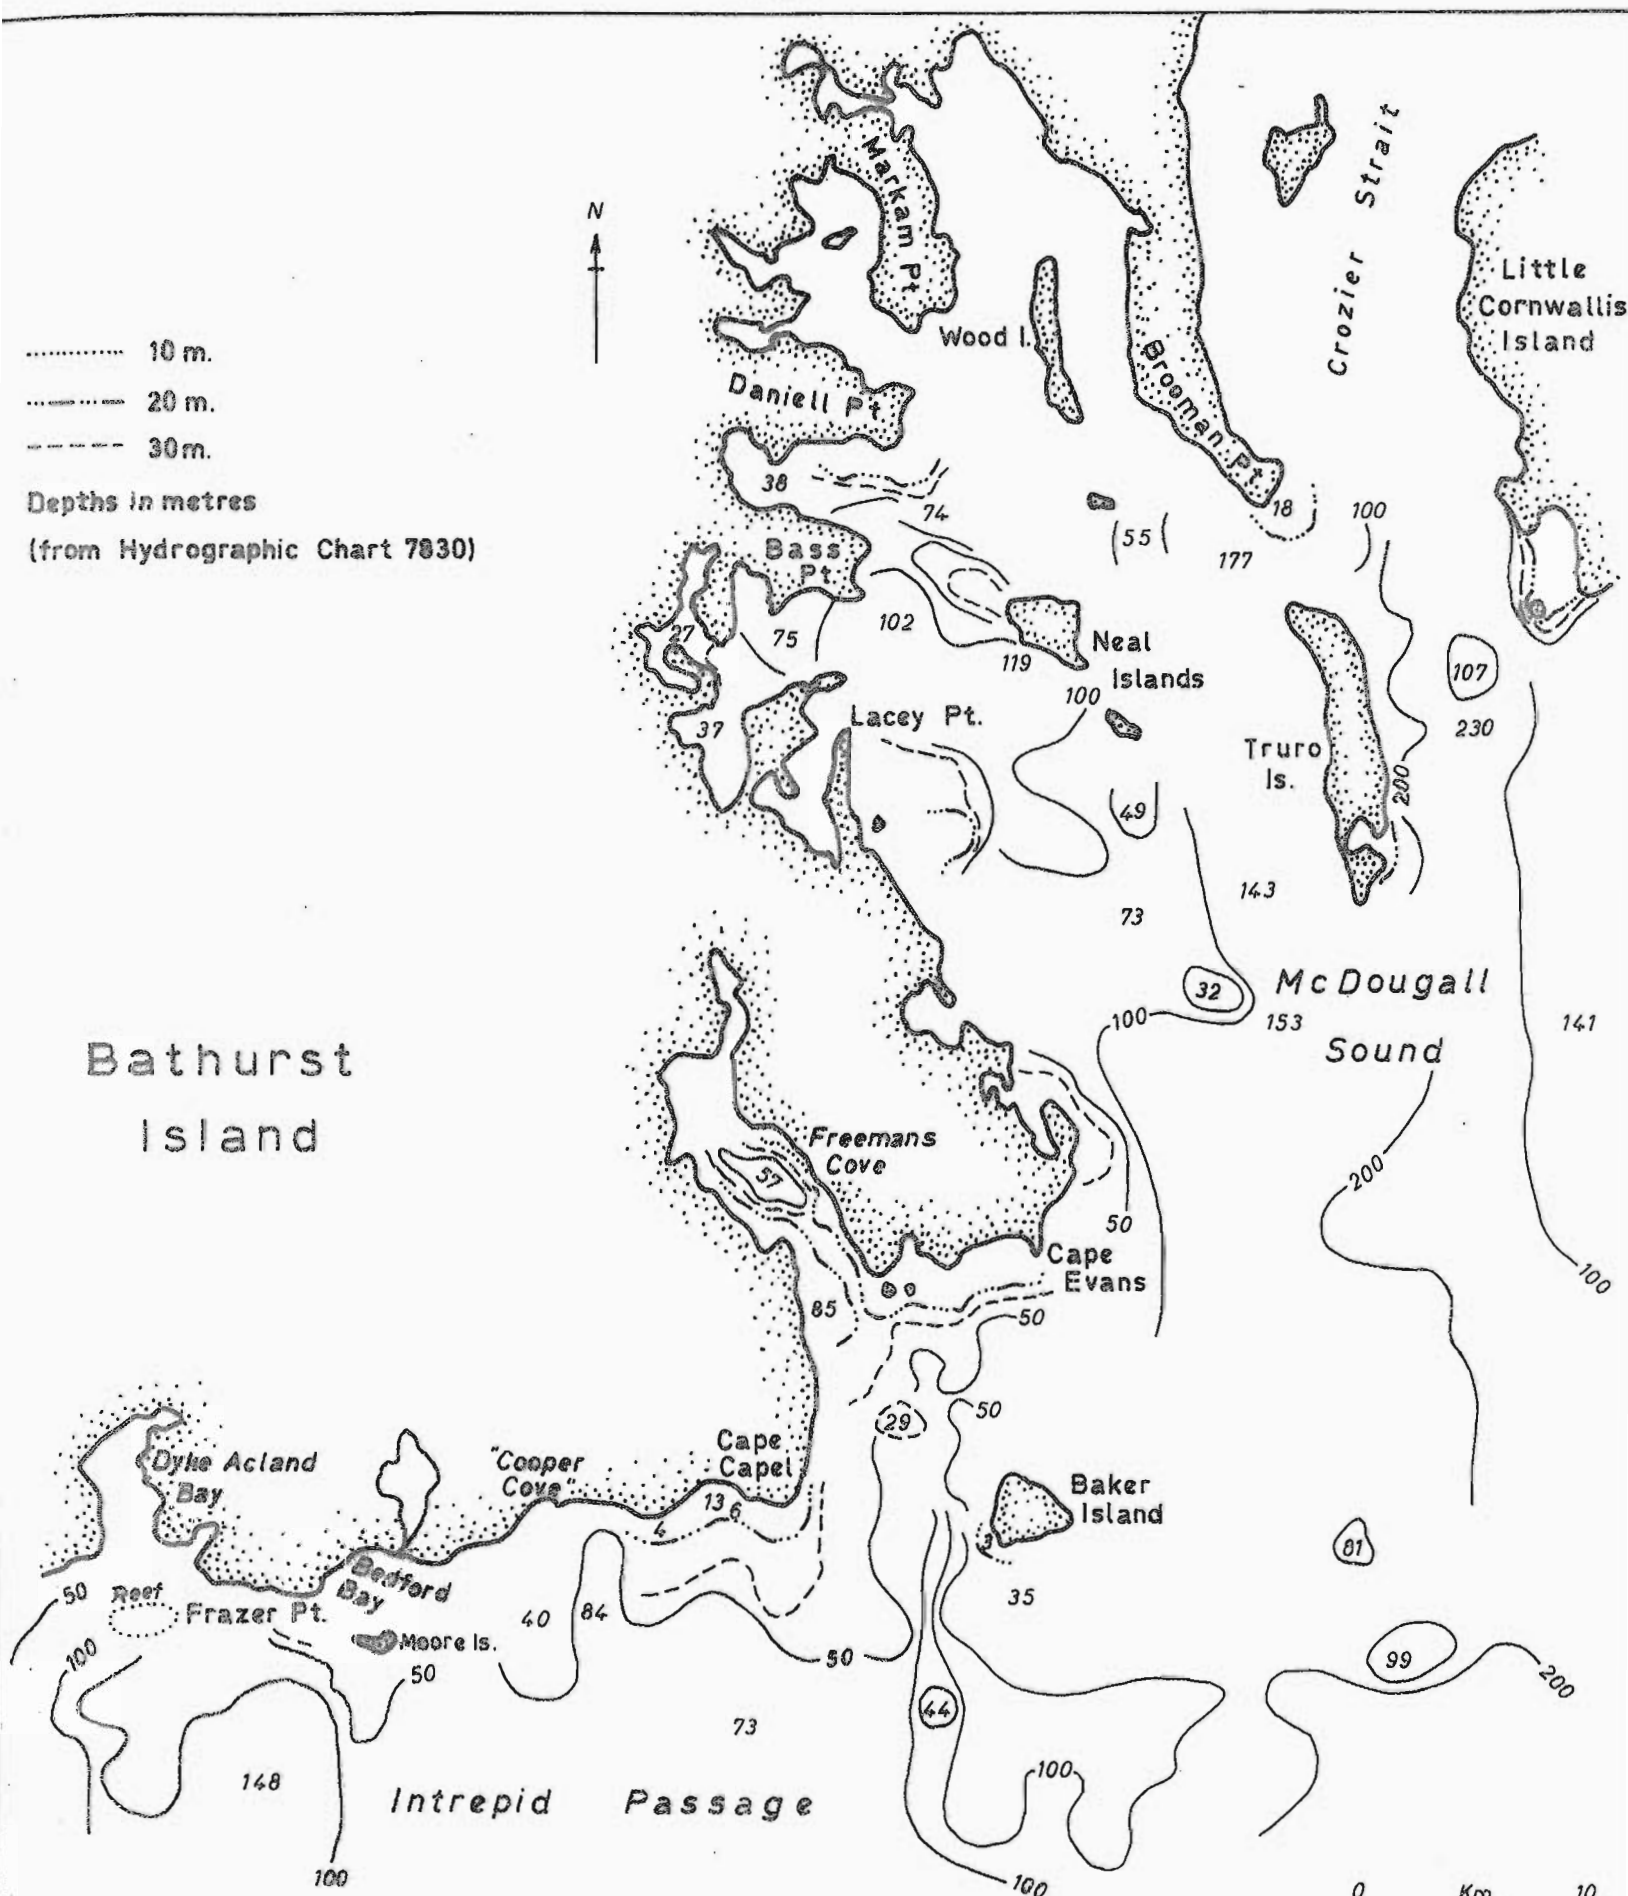 N
10 m.
20 m.
30 m.
Depths in metres
(from Hydrographic Chart 7830)
Markam Pt
Crozier Strait
Little
Cornwallis
Island
Wood I.
Brooman Pt
Daniell Pt
38
74
18
100
55
177
Bass
Pt
27
75
102
119
Neal
Islands
100
107
230
37
Lacey Pt.
Truro
Is.
200
49
143
73
32
McDougall
Sound
100
153
141
Bathurst
Island
Freemans
Cove
57
200
50
Cape
Evans
100
85
50
29
50
Dyke Acland
Bay
"Cooper
Cove"
Cape
Capel
13
6
4
Baker
Island
3
81
35
50
Reef
Frazer Pt.
Bedford
Bay
Moore Is.
40
84
50
50
100
99
200
44
73
148
100
Intrepid Passage
100
100
0 Km 10